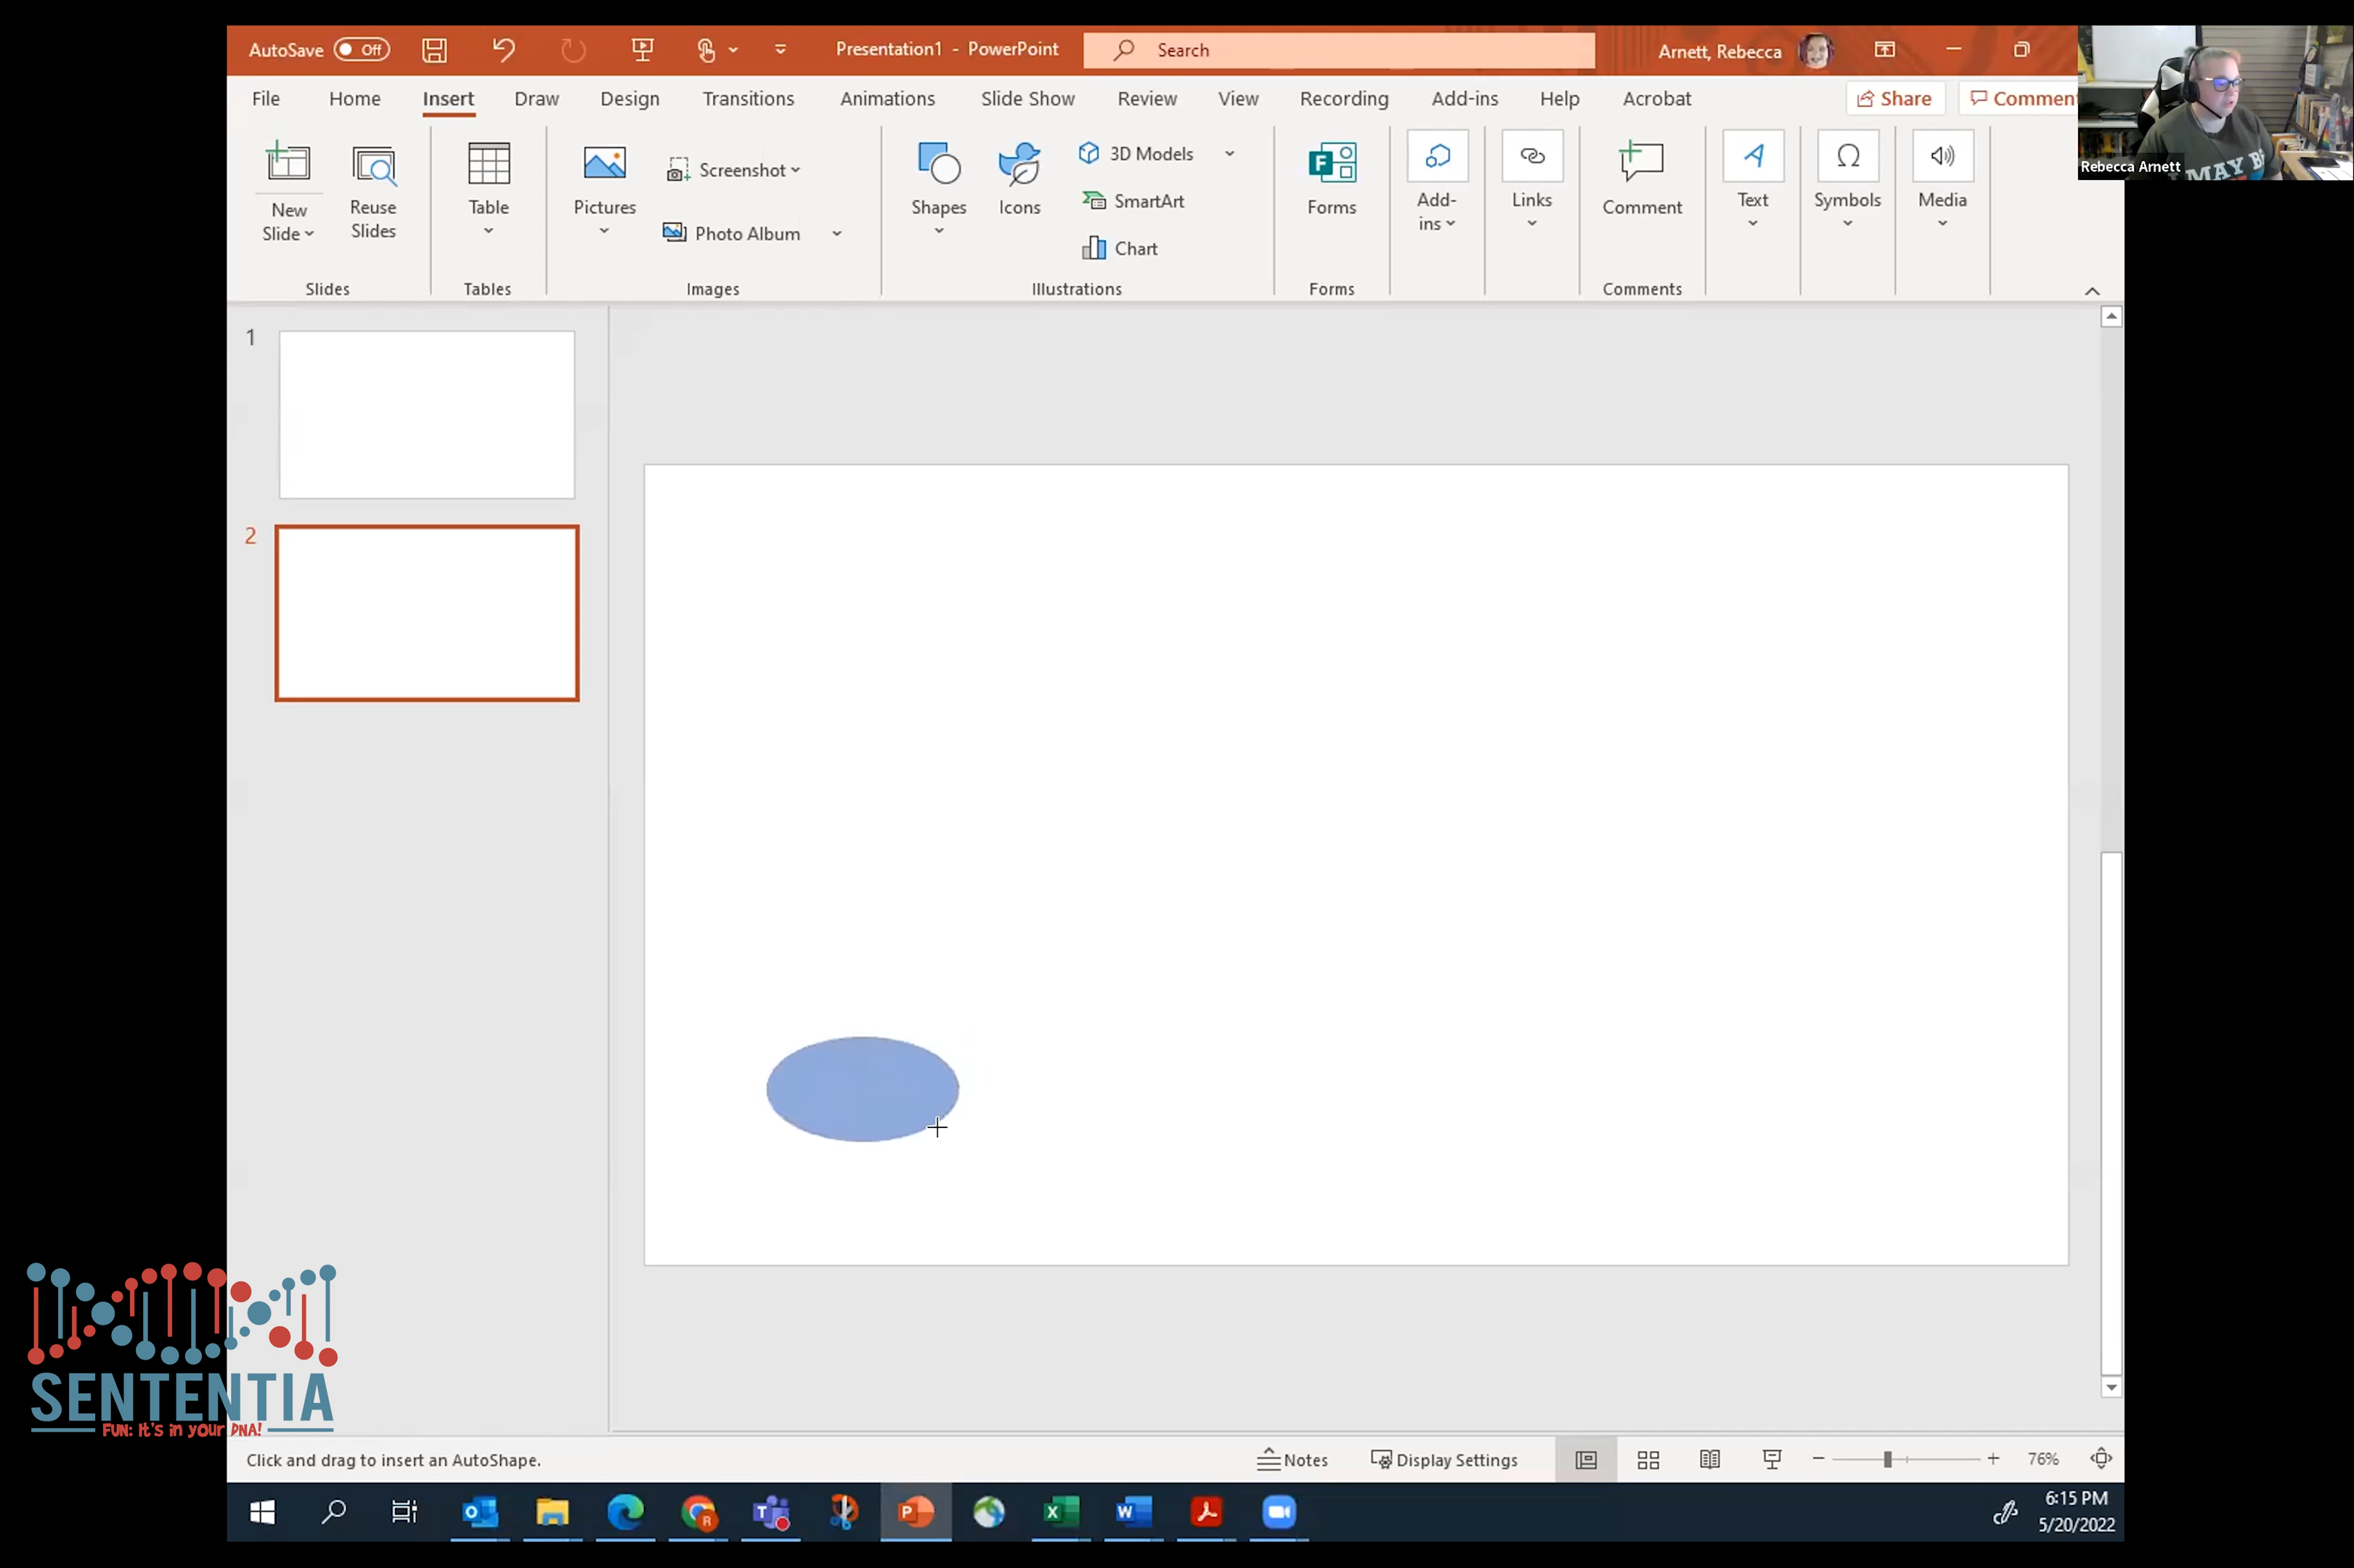 AutoSave Off Presentation1 - PowerPoint Search Arnett, Rebecca
File Home Insert Draw Design Transitions Animations Slide Show Review View Recording Add-ins Help Acrobat Share Commen
New Slide
Reuse Slides
Table
Pictures
Screenshot
Photo Album
Shapes
Icons
3D Models
SmartArt
Chart
Forms
Add-ins
Links
Comment
Text
Symbols
Media
Slides Tables Images Illustrations Forms Comments
Rebecca Arnett
MAY B
1
2
SENTENTIA
FUN: It's in your DNA!
Click and drag to insert an AutoShape. Notes Display Settings 76%
6:15 PM
5/20/2022